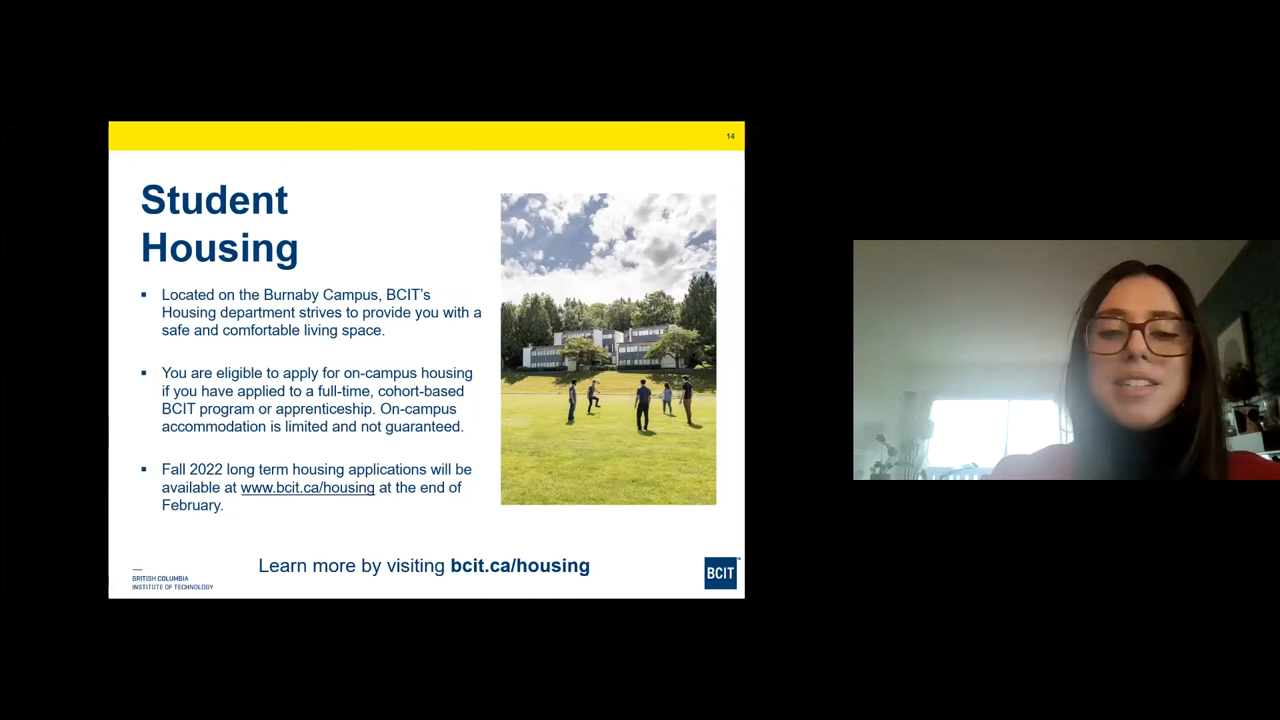 14
Student
Housing
▪ Located on the Burnaby Campus, BCIT’s
Housing department strives to provide you with a
safe and comfortable living space.
▪ You are eligible to apply for on-campus housing
if you have applied to a full-time, cohort-based
BCIT program or apprenticeship. On-campus
accommodation is limited and not guaranteed.
▪ Fall 2022 long term housing applications will be
available at www.bcit.ca/housing at the end of
February.
Learn more by visiting bcit.ca/housing
BRITISH COLUMBIA
INSTITUTE OF TECHNOLOGY
BCIT